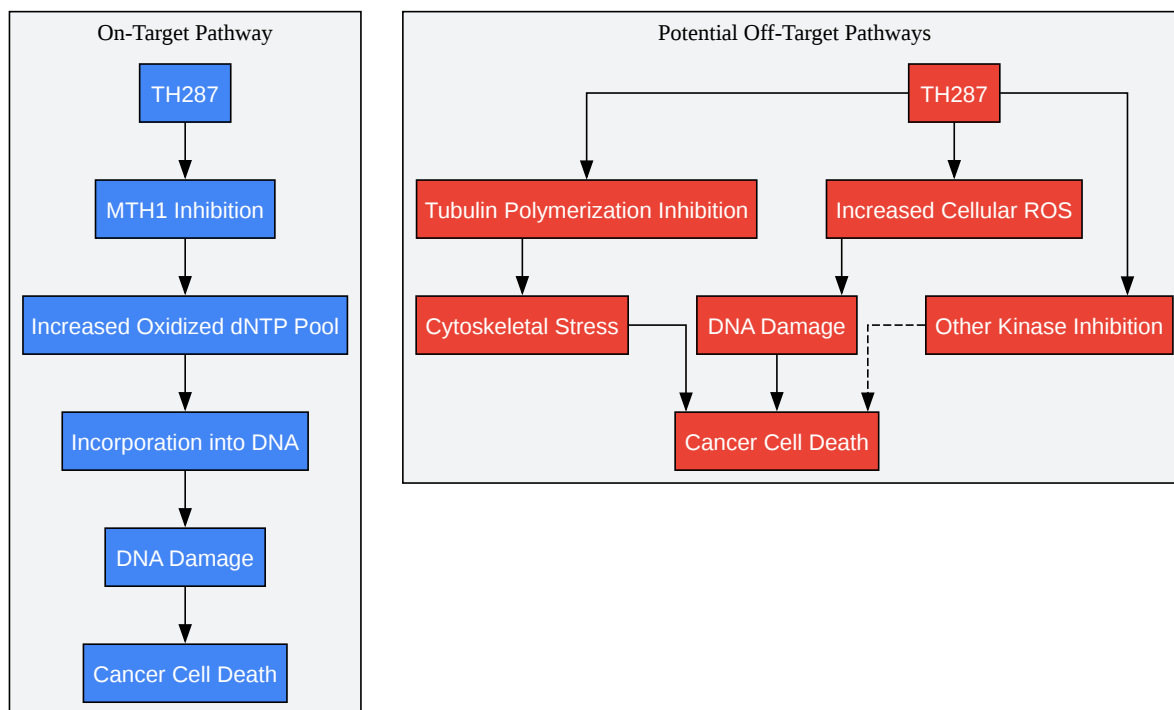 On-Target Pathway
TH287
MTH1 Inhibition
Increased Oxidized dNTP Pool
Incorporation into DNA
DNA Damage
Cancer Cell Death
Potential Off-Target Pathways
TH287
Tubulin Polymerization Inhibition
Increased Cellular ROS
Cytoskeletal Stress
DNA Damage
Other Kinase Inhibition
Cancer Cell Death